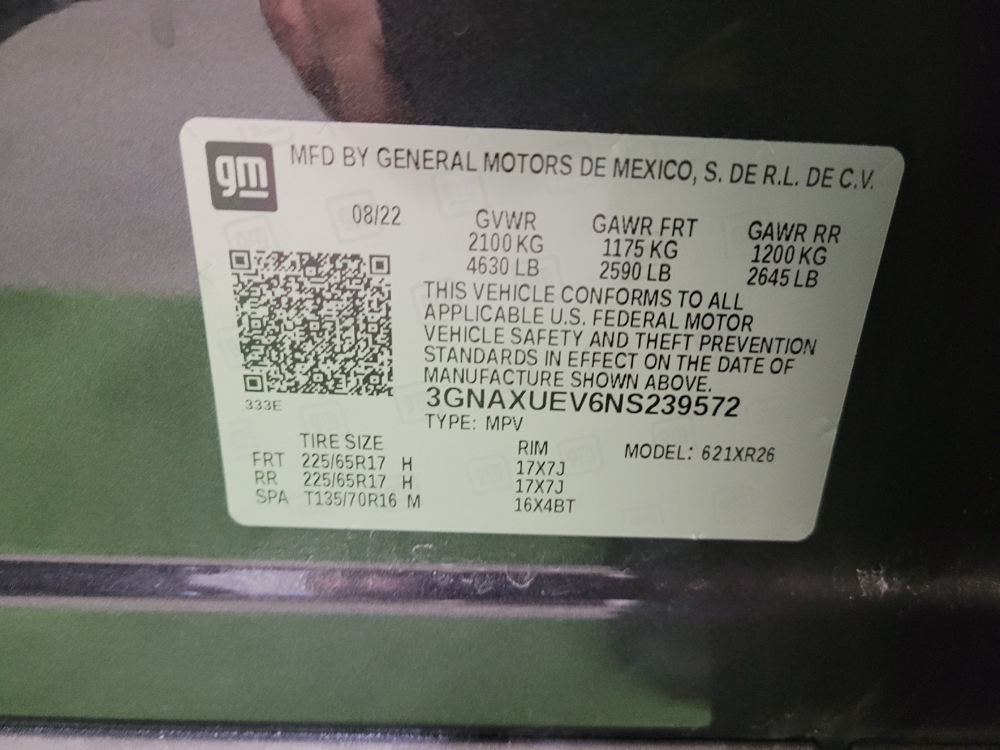 gm
MFD BY GENERAL MOTORS DE MEXICO, S. DE R.L. DE C.V.
08/22 GVWR GAWR FRT GAWR RR
2100 KG 1175 KG 1200 KG
4630 LB 2590 LB 2645 LB
THIS VEHICLE CONFORMS TO ALL
APPLICABLE U.S. FEDERAL MOTOR
VEHICLE SAFETY AND THEFT PREVENTION
STANDARDS IN EFFECT ON THE DATE OF
MANUFACTURE SHOWN ABOVE.
333E
3GNAXUEV6NS239572
TYPE: MPV
TIRE SIZE RIM MODEL: 621XR26
FRT 225/65R17 H 17X7J
RR 225/65R17 H 17X7J
SPA T135/70R16 M 16X4BT